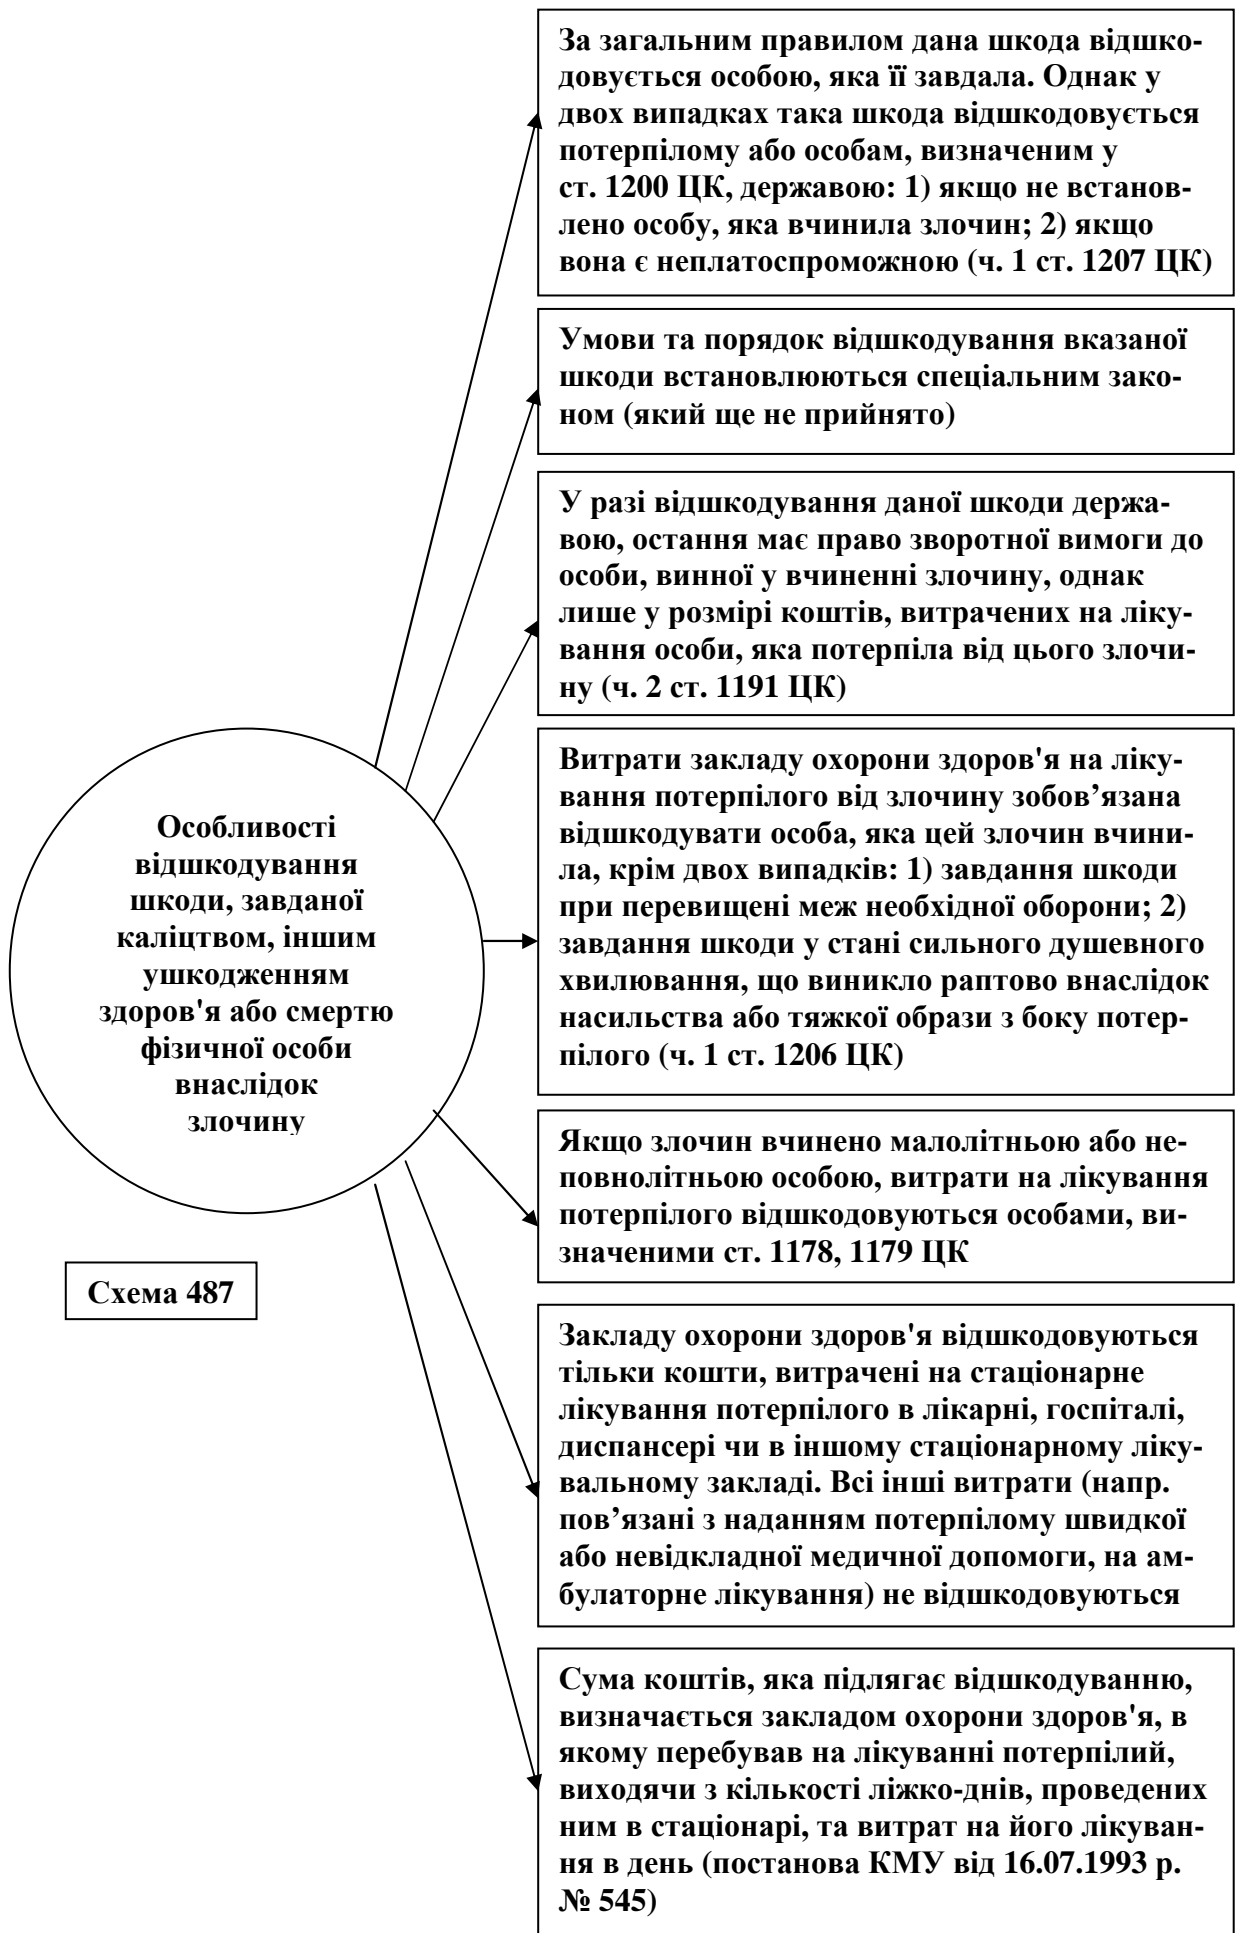 За загальним правилом дана шкода відшко-
довується особою, яка її завдала. Однак у
двох випадках така шкода відшкодовується
потерпілому або особам, визначеним у
ст. 1200 ЦК, державою: 1) якщо не встанов-
лено особу, яка вчинила злочин; 2) якщо
вона є неплатоспроможною (ч. 1 ст. 1207 ЦК)
Умови та порядок відшкодування вказаної
шкоди встановлюються спеціальним зако-
ном (який ще не прийнято)
У разі відшкодування даної шкоди держа-
вою, остання має право зворотної вимоги до
особи, винної у вчиненні злочину, однак
лише у розмірі коштів, витрачених на ліку-
вання особи, яка потерпіла від цього злочи-
ну (ч. 2 ст. 1191 ЦК)
Особливості
відшкодування
шкоди, завданої
каліцтвом, іншим
ушкодженням
здоров'я або смертю
фізичної особи
внаслідок
злочину
Витрати закладу охорони здоров'я на ліку-
вання потерпілого від злочину зобов’язана
відшкодувати особа, яка цей злочин вчини-
ла, крім двох випадків: 1) завдання шкоди
при перевищені меж необхідної оборони; 2)
завдання шкоди у стані сильного душевного
хвилювання, що виникло раптово внаслідок
насильства або тяжкої образи з боку потер-
пілого (ч. 1 ст. 1206 ЦК)
Якщо злочин вчинено малолітньою або не-
повнолітньою особою, витрати на лікування
потерпілого відшкодовуються особами, ви-
значеними ст. 1178, 1179 ЦК
Схема 487
Закладу охорони здоров'я відшкодовуються
тільки кошти, витрачені на стаціонарне
лікування потерпілого в лікарні, госпіталі,
диспансері чи в іншому стаціонарному ліку-
вальному закладі. Всі інші витрати (напр.
пов’язані з наданням потерпілому швидкої
або невідкладної медичної допомоги, на ам-
булаторне лікування) не відшкодовуються
Сума коштів, яка підлягає відшкодуванню,
визначається закладом охорони здоров'я, в
якому перебував на лікуванні потерпілий,
виходячи з кількості ліжко-днів, проведених
ним в стаціонарі, та витрат на його лікуван-
ня в день (постанова КМУ від 16.07.1993 р.
№ 545)